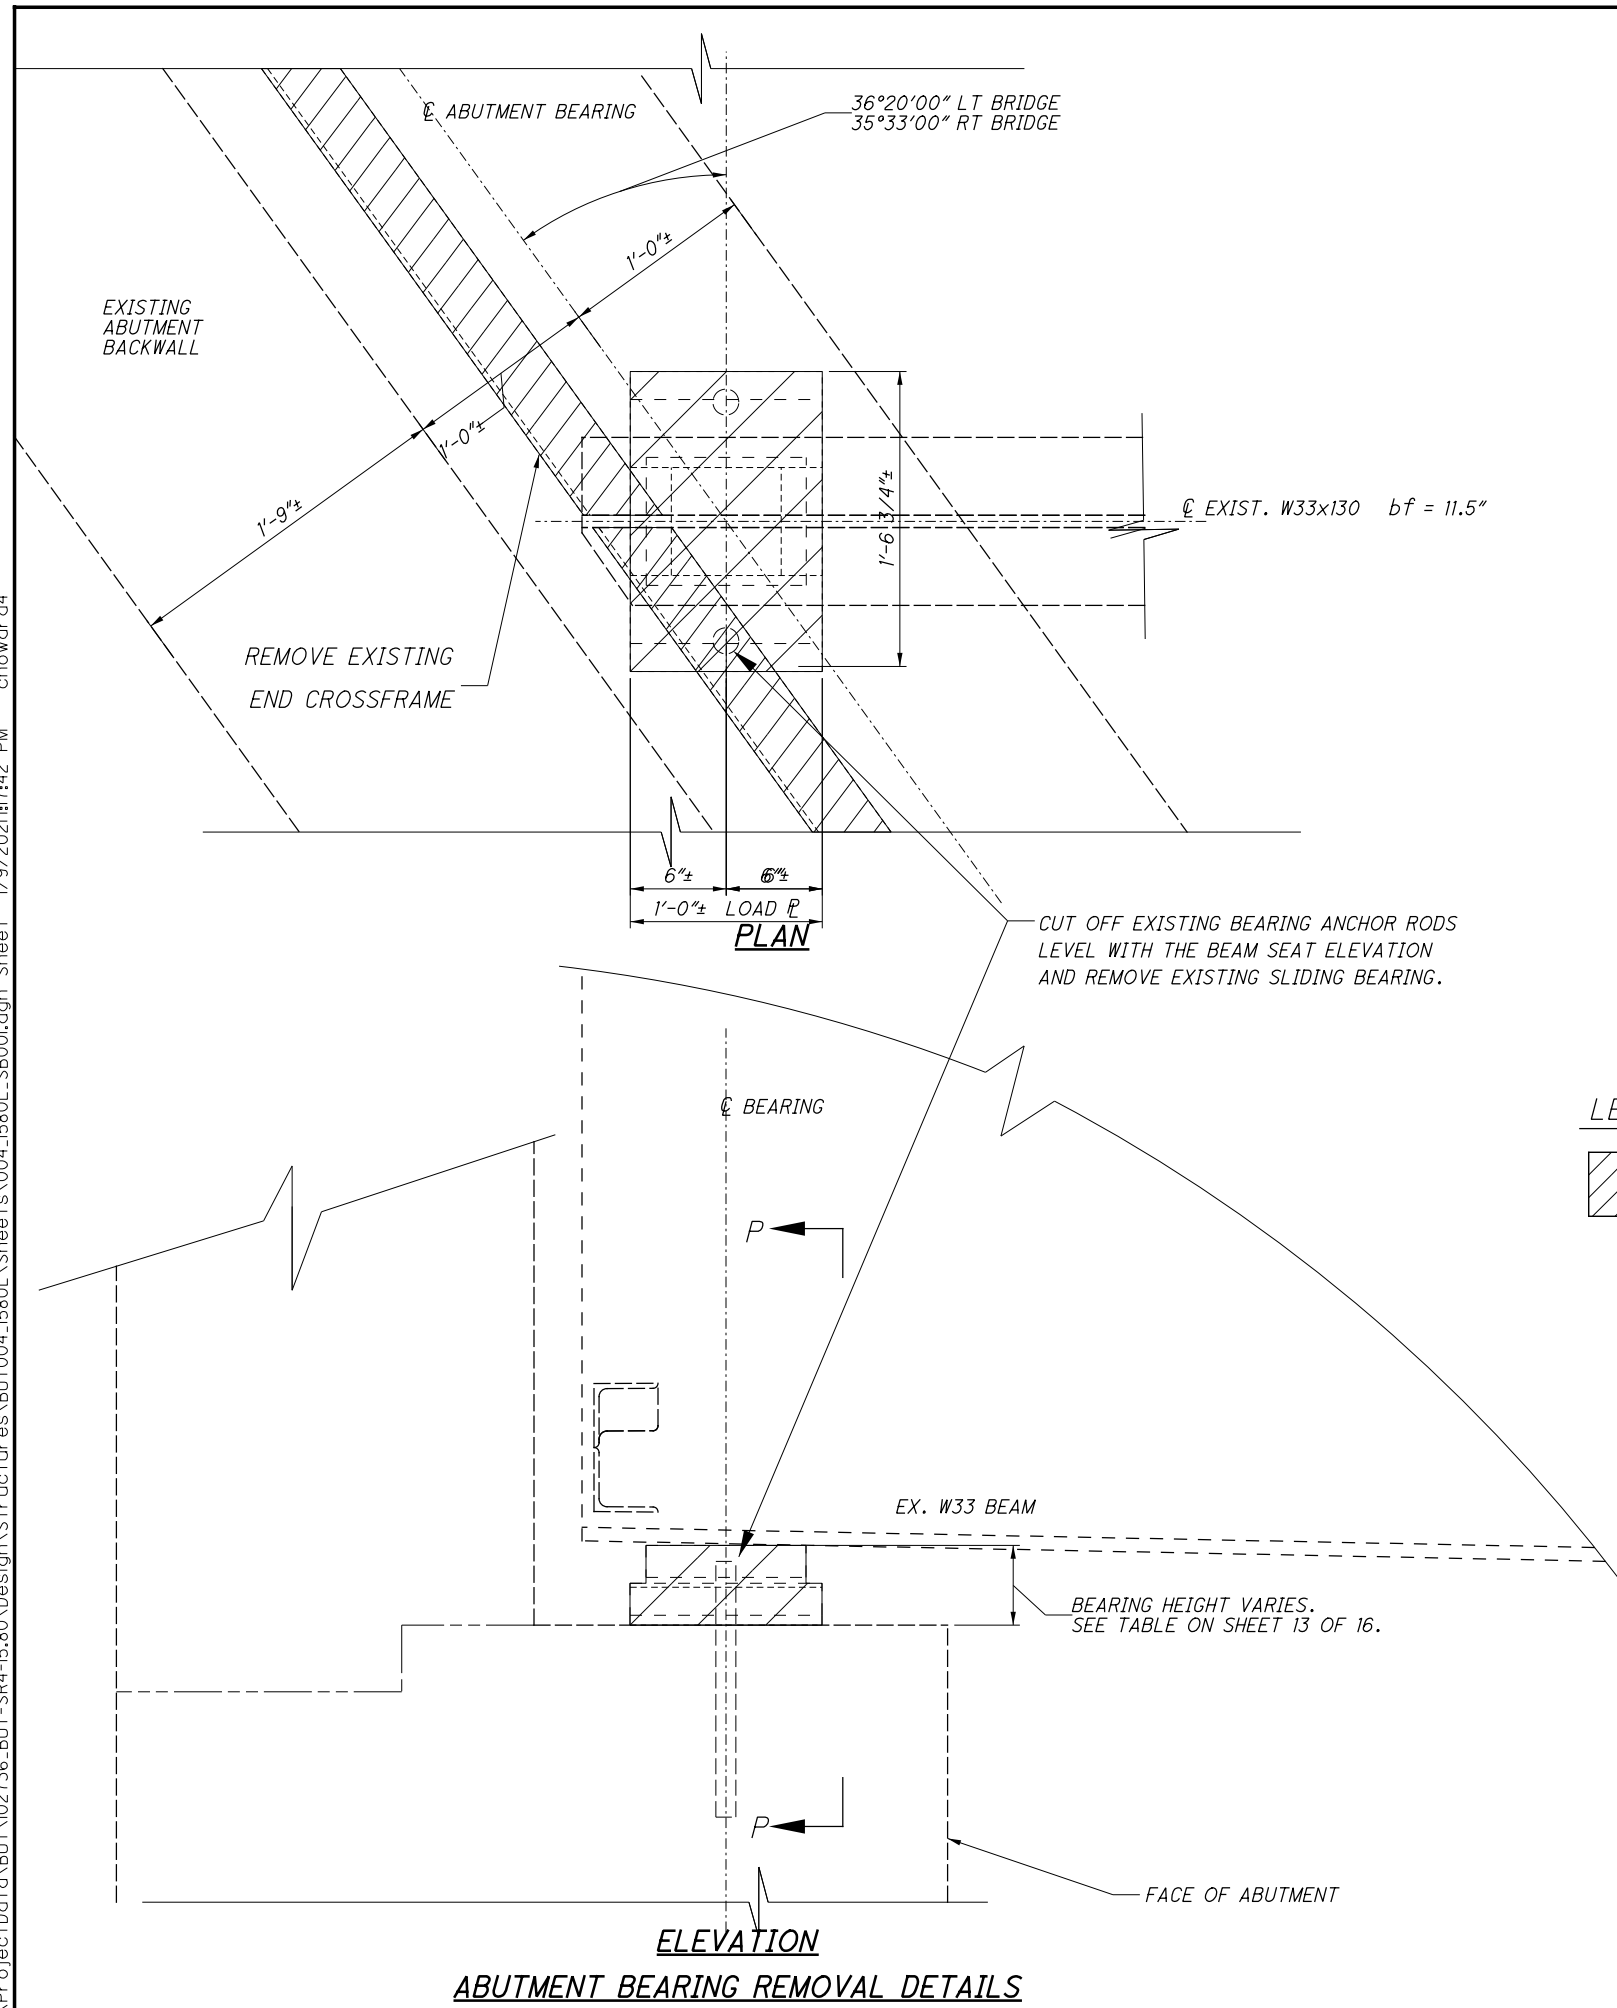 ℄ ABUTMENT BEARING
36°20'00" LT BRIDGE
35°33'00" RT BRIDGE
1'-0"±
EXISTING
ABUTMENT
BACKWALL
1'-0"±
1'-9"±
1'-6 3/4"±
℄ EXIST. W33x130 bf = 11.5"
REMOVE EXISTING
END CROSSFRAME
6"± 6"±
1'-0"± LOAD ⅊
PLAN
CUT OFF EXISTING BEARING ANCHOR RODS
LEVEL WITH THE BEAM SEAT ELEVATION
AND REMOVE EXISTING SLIDING BEARING.
℄ BEARING
P
EX. W33 BEAM
BEARING HEIGHT VARIES.
SEE TABLE ON SHEET 13 OF 16.
P
FACE OF ABUTMENT
ELEVATION
ABUTMENT BEARING REMOVAL DETAILS